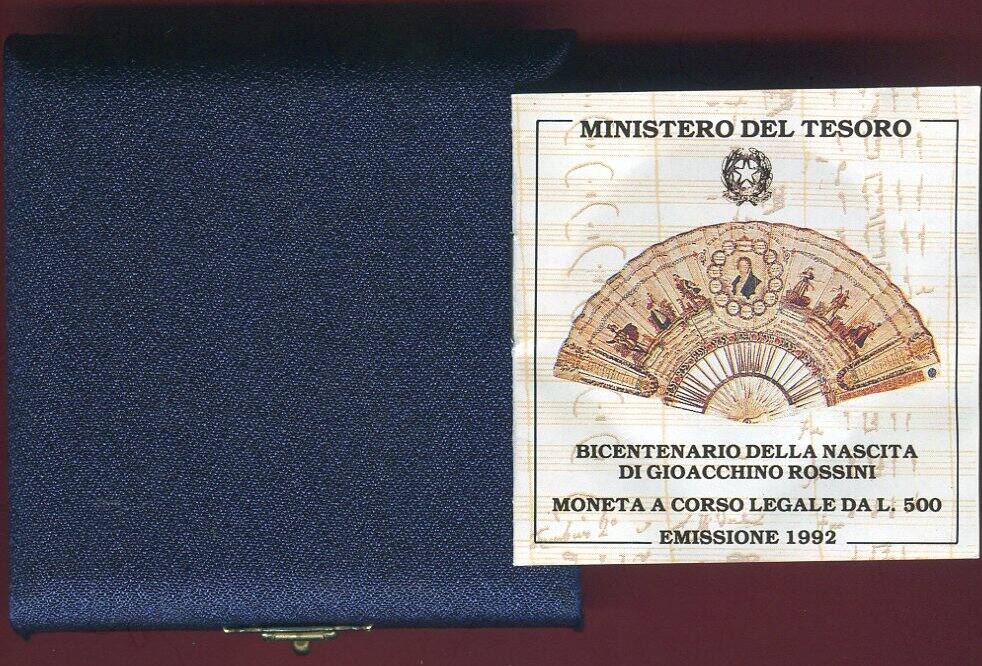 MINISTERO DEL TESORO
BICENTENARIO DELLA NASCITA
DI GIOACCHINO ROSSINI
MONETA A CORSO LEGALE DA L. 500
EMISSIONE 1992